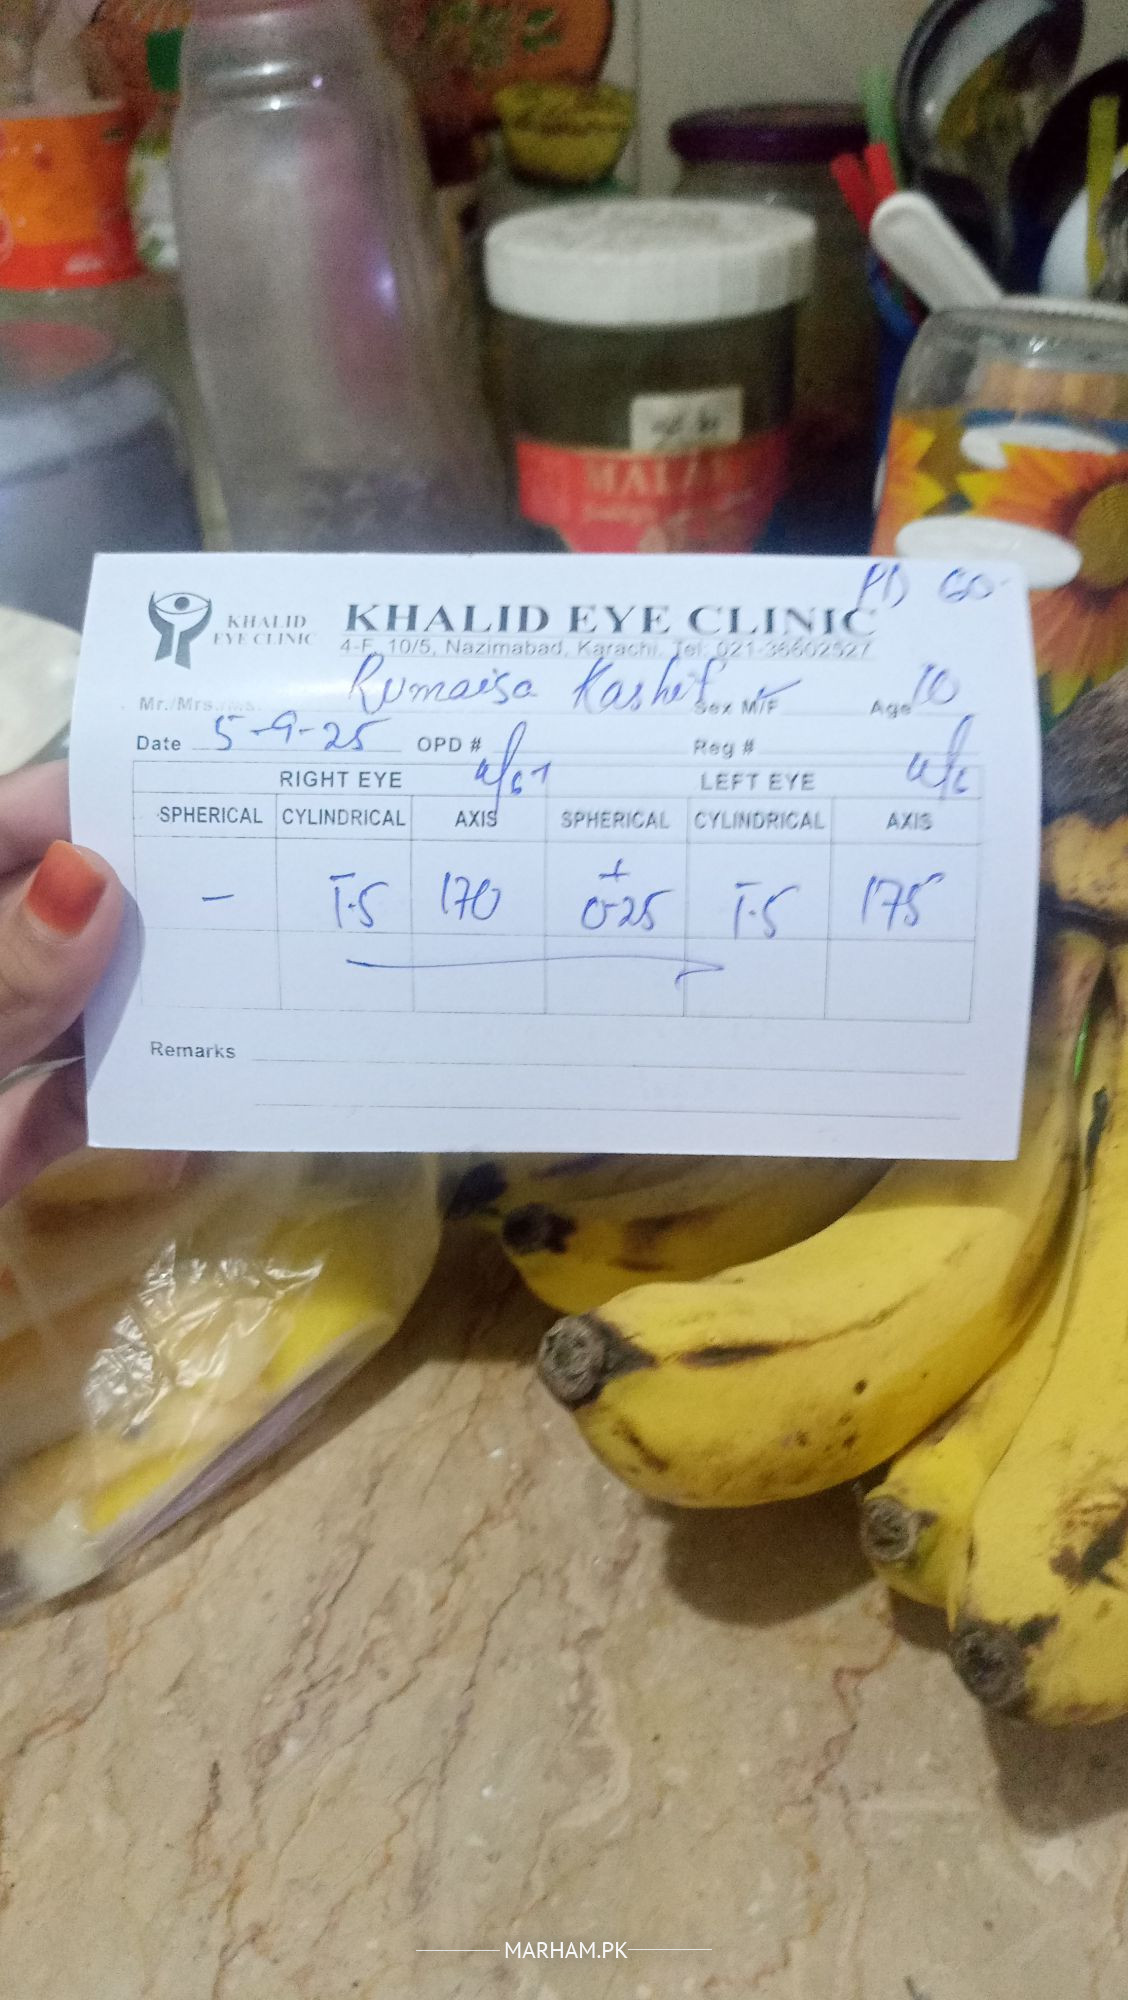 PD 60
KHALID
EYE CLINIC
KHALID EYE CLINIC
4-F, 10/5, Nazimabad, Karachi. Tel: 021-36602527
Mr./Mrs./Ms. Rumaisa Kashif Sex M/F Age 10
Date 5-9-25 OPD # Reg #
RIGHT EYE LEFT EYE
SPHERICAL CYLINDRICAL AXIS SPHERICAL CYLINDRICAL AXIS
– -1.5 170 +0.25 -1.5 175
Remarks
MALAR
MARHAM.PK